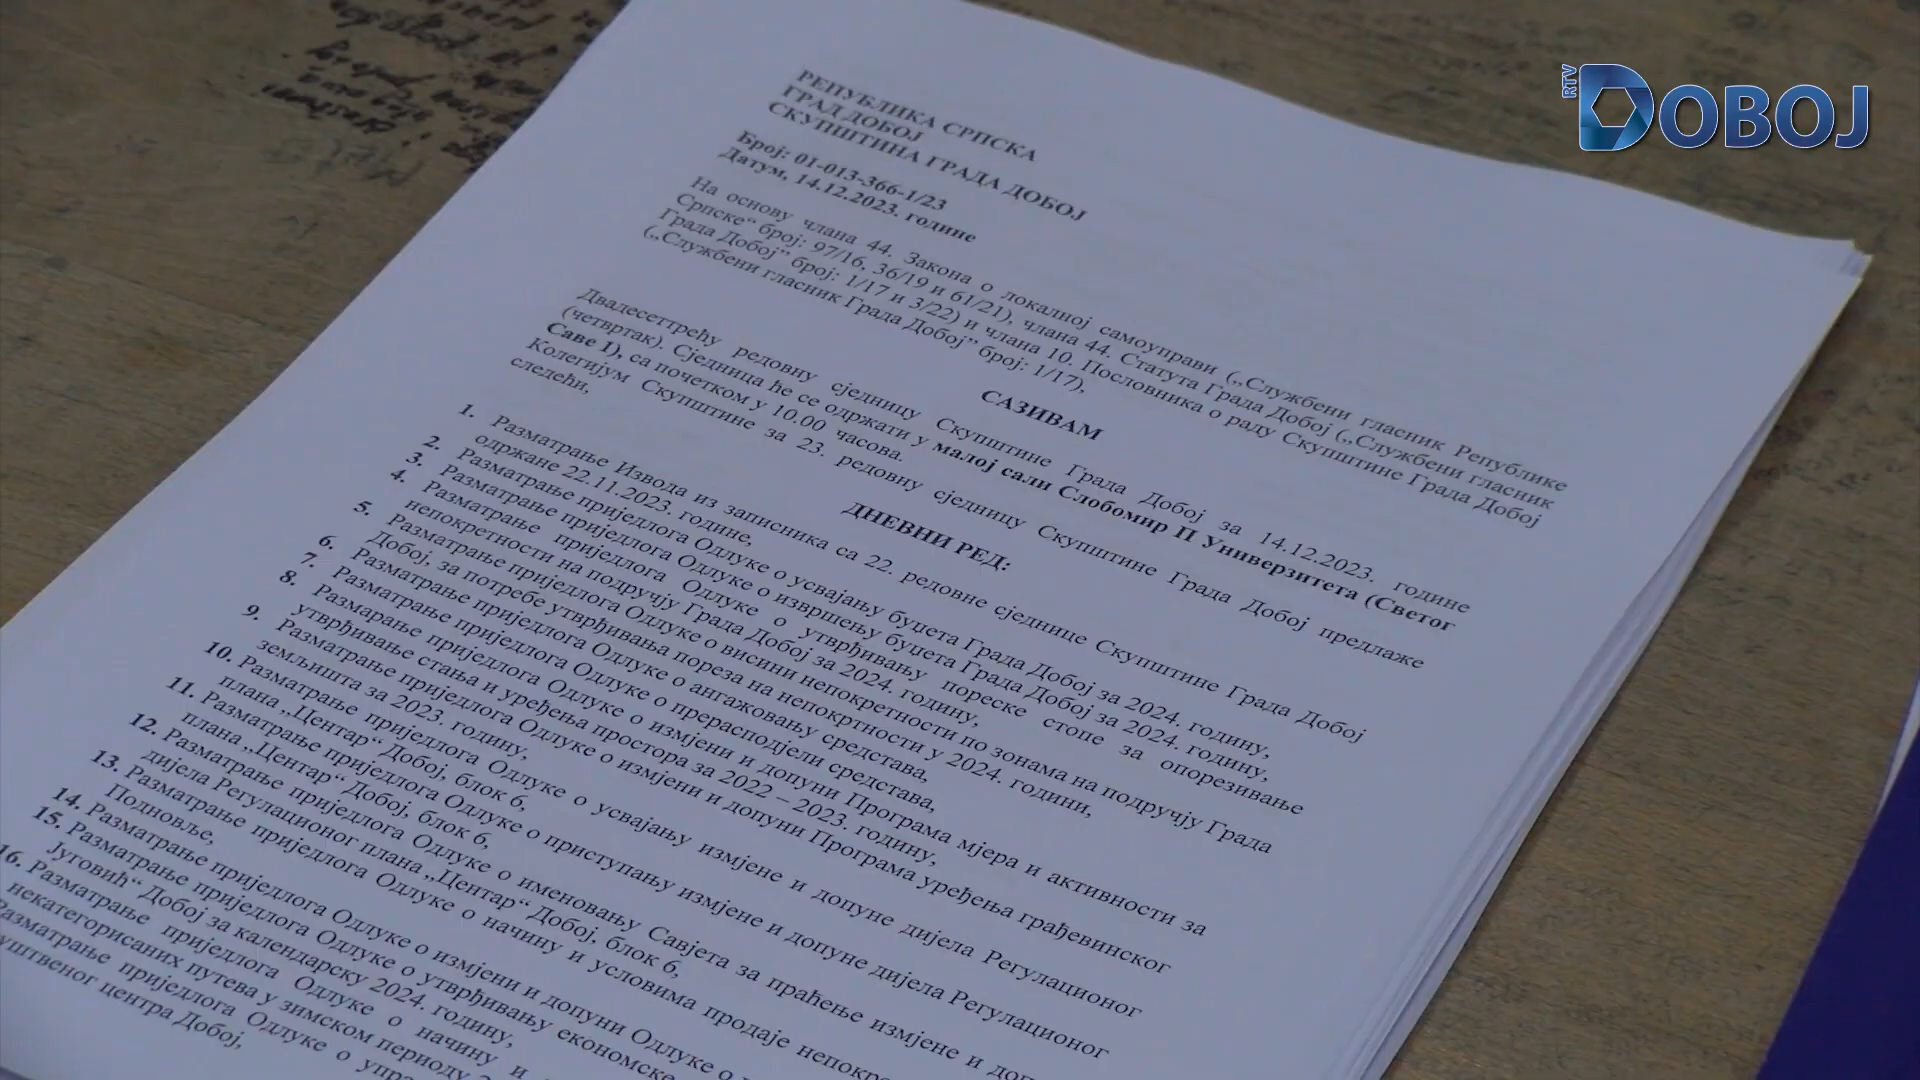 RTV DOBOJ
РЕПУБЛИКА СРПСКА
ГРАД ДОБОЈ
СКУПШТИНА ГРАДА ДОБОЈ
Број: 01-013-366-1/23
Датум, 14.12.2023. године
На основу члана 44. Закона о локалној самоуправи („Службени гласник Републике
Српске“ број: 97/16, 36/19 и 61/21), члана 44. Статута Града Добој („Службени гласник
Града Добој” број: 1/17 и 3/22) и члана 10. Пословника о раду Скупштине Града Добој
(„Службени гласник Града Добој” број: 1/17),
САЗИВАМ
Двадесеттрећу редовну сједницу Скупштине Града Добој за 14.12.2023. године
(четвртак). Сједница ће се одржати у малој сали Слобомир П Универзитета (Светог
Саве 1), са почетком у 10.00 часова.
Колегијум Скупштине за 23. редовну сједницу Скупштине Града Добој предлаже
следећи,
ДНЕВНИ РЕД:
1. Разматрање Извода из записника са 22. редовне сједнице Скупштине Града Добој
одржане 22.11.2023. године,
2. Разматрање приједлога Одлуке о усвајању буџета Града Добој за 2024. годину,
3. Разматрање приједлога Одлуке о извршењу буџета Града Добој за 2024. годину,
4. Разматрање приједлога Одлуке о утврђивању пореске стопе за опорезивање
непокретности на подручју Града Добој за 2024. годину,
5. Разматрање приједлога Одлуке о висини непокретности по зонама на подручју Града
Добој, за потребе утврђивања пореза на непокртности у 2024. години,
6. Разматрање приједлога Одлуке о ангажовању средстава,
7. Разматрање приједлога Одлуке о прерасподјели средстава,
8. Размарање приједлога Одлуке о измјени и допуни Програма мјера и активности за
утврђивање стања и уређења простора за 2022 – 2023. годину,
9. Разматрање приједлога Одлуке о измјени и допуни Програма уређења грађевинског
земљишта за 2023. годину,
10. Разматрање приједлога Одлуке о усвајању измјене и допуне дијела Регулационог
плана „Центар“ Добој, блок 6,
11. Разматрање приједлога Одлуке о приступању измјене и допуне дијела Регулационог
плана „Центар“ Добој, блок 6,
12. Разматрање приједлога Одлуке о именовању Савјета за праћење измјене и
дијела Регулационог плана „Центар“ Добој, блок 6,
13. Разматрање приједлога Одлуке о начину и условима продаје
Подновље,
14. Разматрање приједлога Одлуке о измјени и допуни Одлуке о
15. Разматрање приједлога Одлуке о утврђивању економске
Југовић“ Добој за календарску 2024. годину,
16. Разматрање приједлога Одлуке о начину и
некатегорисаних путева у зимском периоду
Разматрање приједлога Одлуке о
центра Добој,